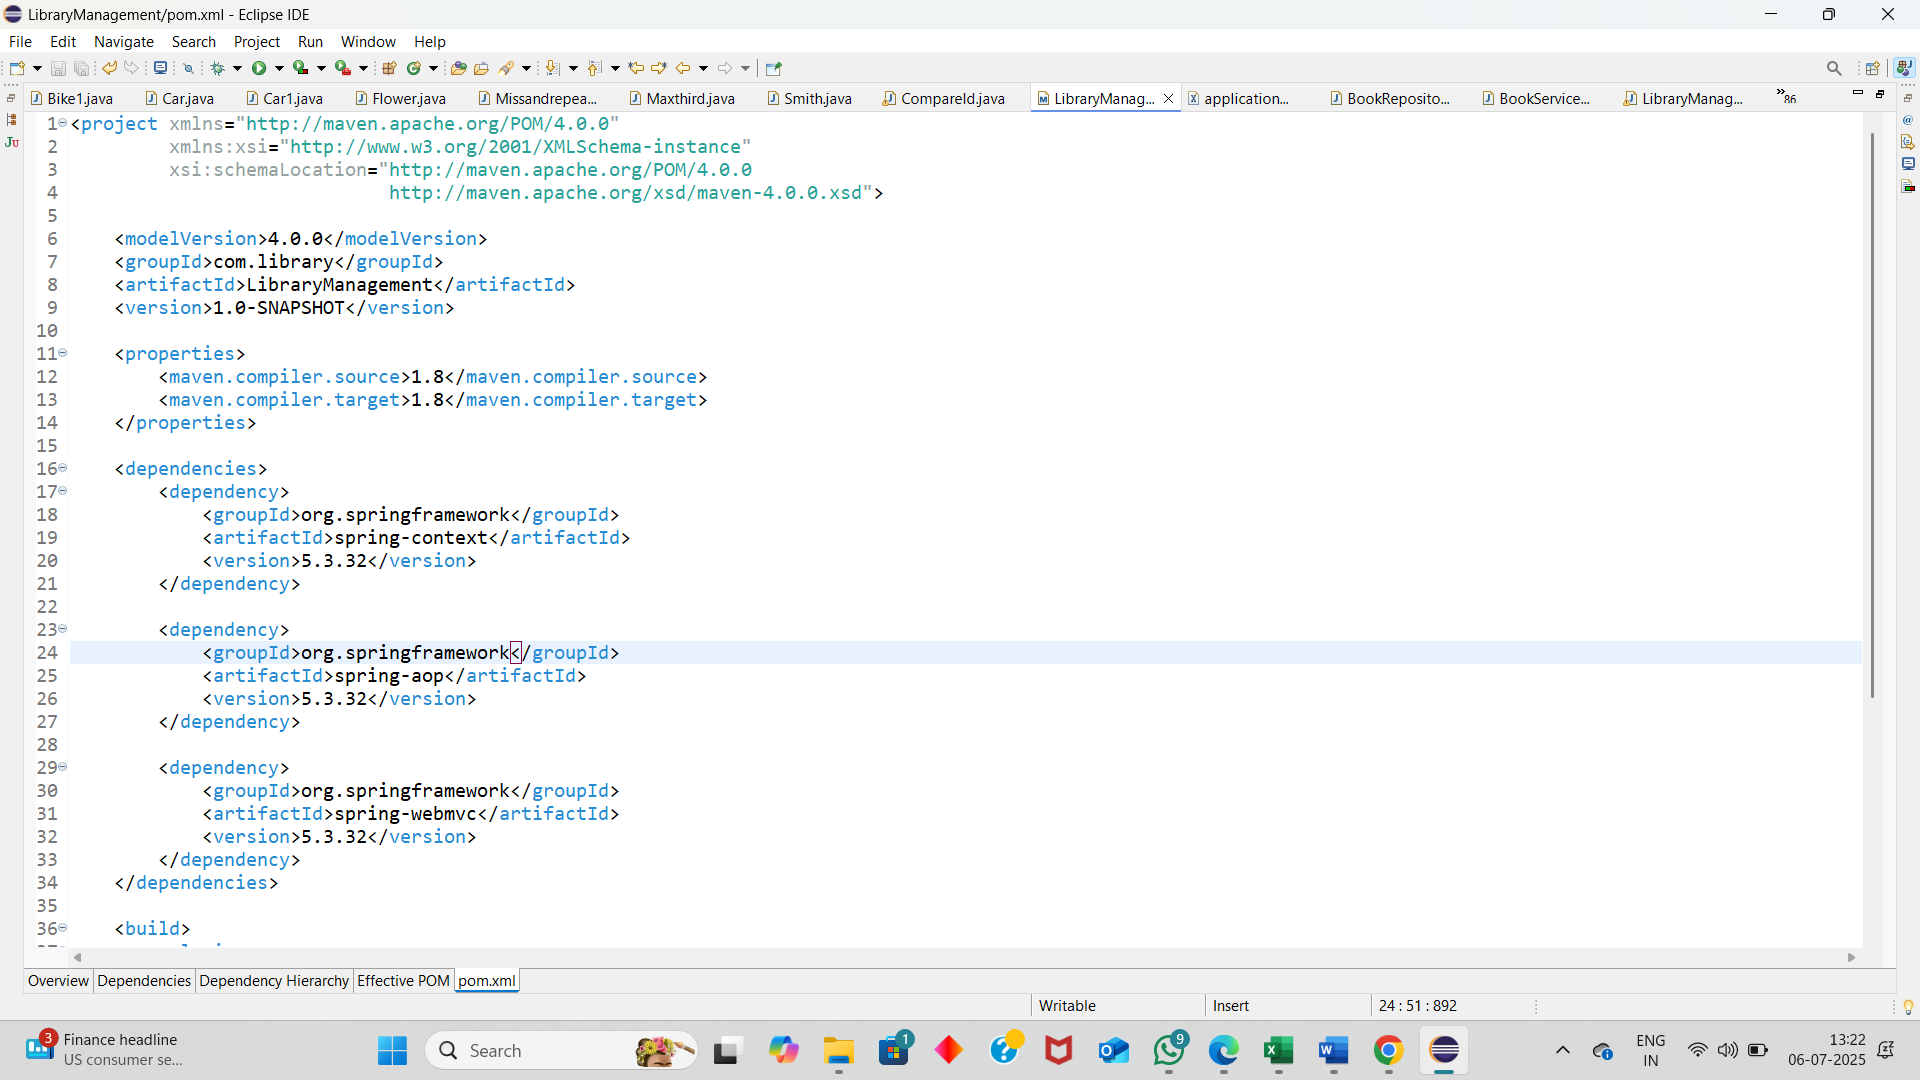 LibraryManagement/pom.xml - Eclipse IDE
File Edit Navigate Search Project Run Window Help
Bike1.java Car.java Car1.java Flower.java Missandrepea... Maxthird.java Smith.java CompareId.java LibraryManag... application... BookReposito... BookService... LibraryManag... »86
1 <project xmlns="http://maven.apache.org/POM/4.0.0"
2 xmlns:xsi="http://www.w3.org/2001/XMLSchema-instance"
3 xsi:schemaLocation="http://maven.apache.org/POM/4.0.0
4 http://maven.apache.org/xsd/maven-4.0.0.xsd">
5
6 <modelVersion>4.0.0</modelVersion>
7 <groupId>com.library</groupId>
8 <artifactId>LibraryManagement</artifactId>
9 <version>1.0-SNAPSHOT</version>
10
11 <properties>
12 <maven.compiler.source>1.8</maven.compiler.source>
13 <maven.compiler.target>1.8</maven.compiler.target>
14 </properties>
15
16 <dependencies>
17 <dependency>
18 <groupId>org.springframework</groupId>
19 <artifactId>spring-context</artifactId>
20 <version>5.3.32</version>
21 </dependency>
22
23 <dependency>
24 <groupId>org.springframework</groupId>
25 <artifactId>spring-aop</artifactId>
26 <version>5.3.32</version>
27 </dependency>
28
29 <dependency>
30 <groupId>org.springframework</groupId>
31 <artifactId>spring-webmvc</artifactId>
32 <version>5.3.32</version>
33 </dependency>
34 </dependencies>
35
36 <build>
Overview Dependencies Dependency Hierarchy Effective POM pom.xml
Writable Insert 24 : 51 : 892
3 Finance headline
US consumer se...
Search
1
9
ENG
IN
13:22
06-07-2025